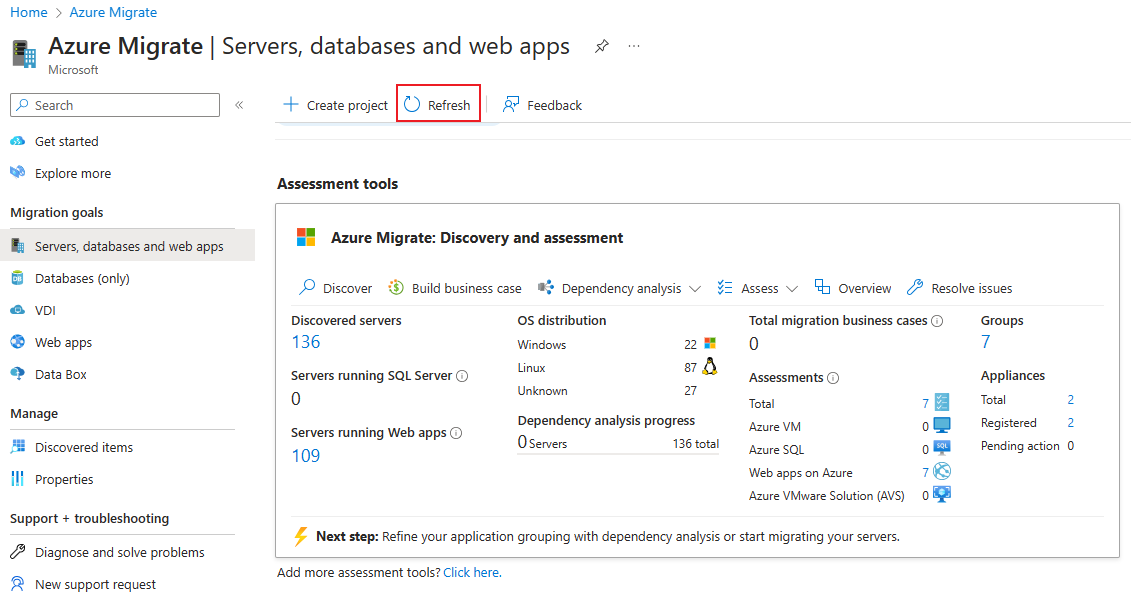 Home > Azure Migrate
Azure Migrate | Servers, databases and web apps
Microsoft
Search
Get started
Explore more
Migration goals
Servers, databases and web apps
Databases (only)
VDI
Web apps
Data Box
Manage
Discovered items
Properties
Support + troubleshooting
Diagnose and solve problems
New support request
Create project Refresh Feedback
Assessment tools
Azure Migrate: Discovery and assessment
Discover Build business case Dependency analysis Assess Overview Resolve issues
Discovered servers
136
Servers running SQL Server
0
Servers running Web apps
109
OS distribution
Windows 22
Linux 87
Unknown 27
Dependency analysis progress
0 Servers 136 total
Total migration business cases
0
Assessments
Total 7
Azure VM 0
Azure SQL 0
SQL
Web apps on Azure 7
Azure VMware Solution (AVS) 0
Groups
7
Appliances
Total 2
Registered 2
Pending action 0
Next step: Refine your application grouping with dependency analysis or start migrating your servers.
Add more assessment tools? Click here.